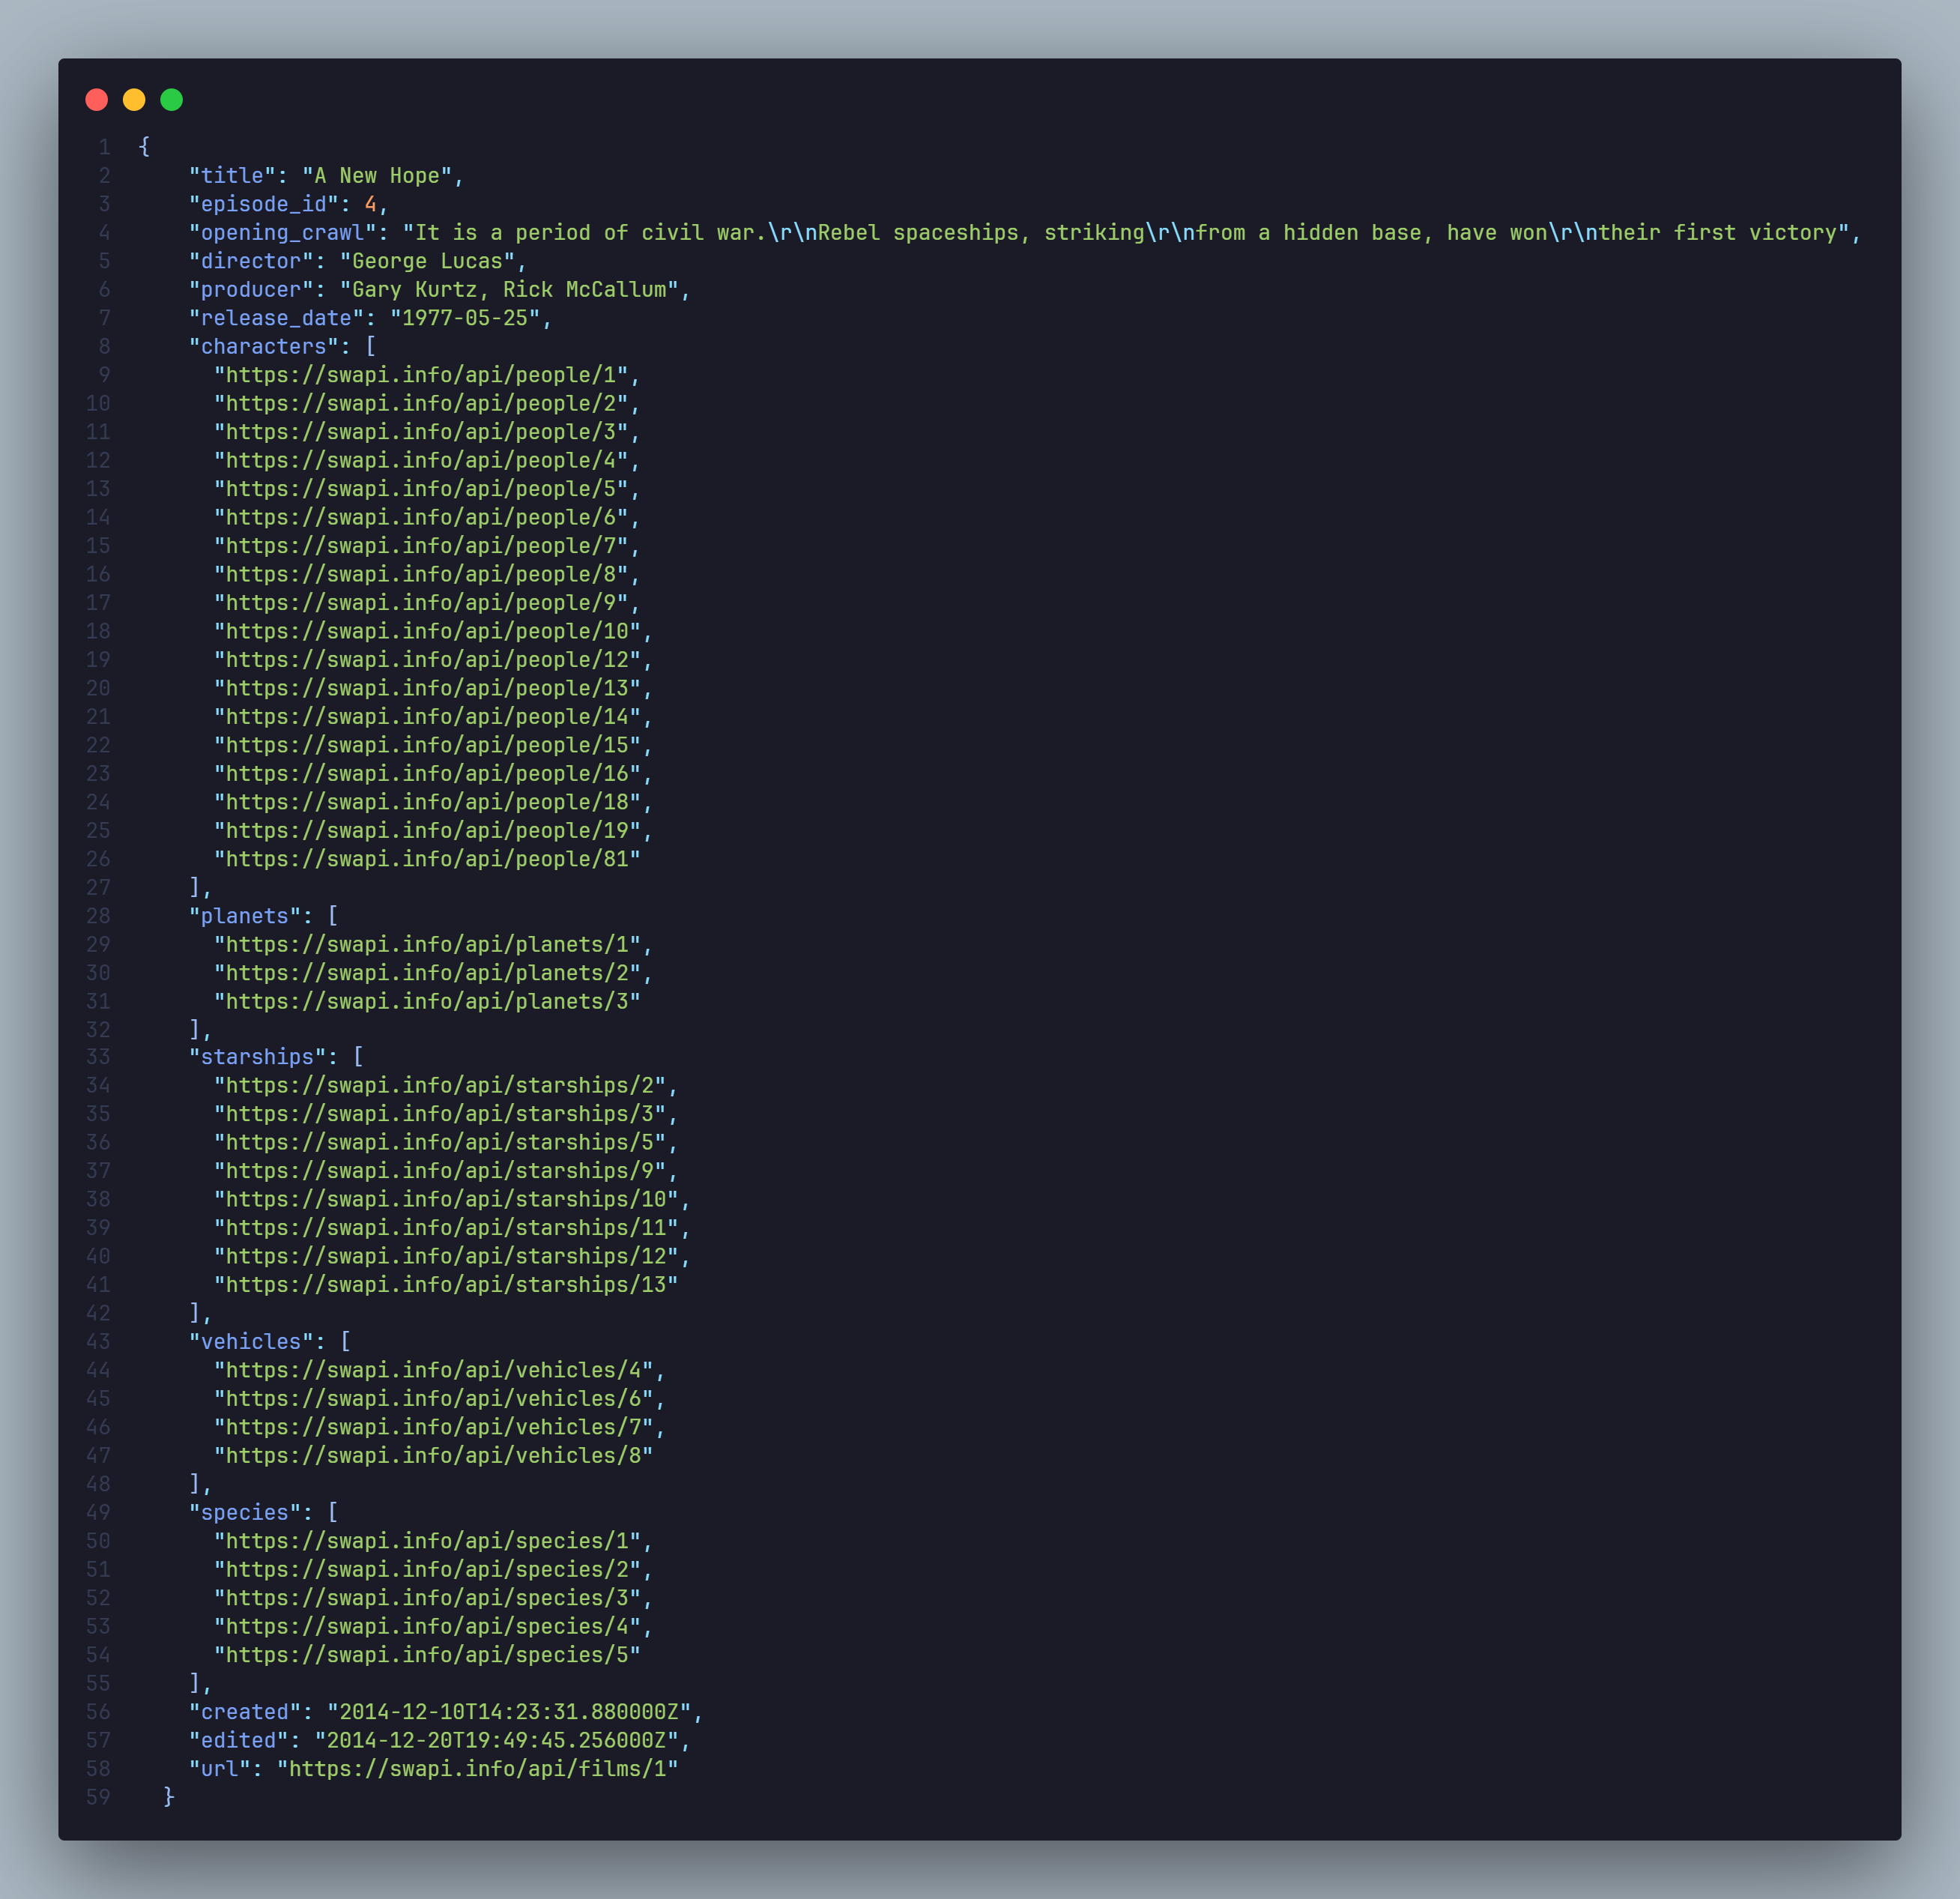 1 {
2 "title": "A New Hope",
3 "episode_id": 4,
4 "opening_crawl": "It is a period of civil war.\r\nRebel spaceships, striking\r\nfrom a hidden base, have won\r\ntheir first victory",
5 "director": "George Lucas",
6 "producer": "Gary Kurtz, Rick McCallum",
7 "release_date": "1977-05-25",
8 "characters": [
9 "https://swapi.info/api/people/1",
10 "https://swapi.info/api/people/2",
11 "https://swapi.info/api/people/3",
12 "https://swapi.info/api/people/4",
13 "https://swapi.info/api/people/5",
14 "https://swapi.info/api/people/6",
15 "https://swapi.info/api/people/7",
16 "https://swapi.info/api/people/8",
17 "https://swapi.info/api/people/9",
18 "https://swapi.info/api/people/10",
19 "https://swapi.info/api/people/12",
20 "https://swapi.info/api/people/13",
21 "https://swapi.info/api/people/14",
22 "https://swapi.info/api/people/15",
23 "https://swapi.info/api/people/16",
24 "https://swapi.info/api/people/18",
25 "https://swapi.info/api/people/19",
26 "https://swapi.info/api/people/81"
27 ],
28 "planets": [
29 "https://swapi.info/api/planets/1",
30 "https://swapi.info/api/planets/2",
31 "https://swapi.info/api/planets/3"
32 ],
33 "starships": [
34 "https://swapi.info/api/starships/2",
35 "https://swapi.info/api/starships/3",
36 "https://swapi.info/api/starships/5",
37 "https://swapi.info/api/starships/9",
38 "https://swapi.info/api/starships/10",
39 "https://swapi.info/api/starships/11",
40 "https://swapi.info/api/starships/12",
41 "https://swapi.info/api/starships/13"
42 ],
43 "vehicles": [
44 "https://swapi.info/api/vehicles/4",
45 "https://swapi.info/api/vehicles/6",
46 "https://swapi.info/api/vehicles/7",
47 "https://swapi.info/api/vehicles/8"
48 ],
49 "species": [
50 "https://swapi.info/api/species/1",
51 "https://swapi.info/api/species/2",
52 "https://swapi.info/api/species/3",
53 "https://swapi.info/api/species/4",
54 "https://swapi.info/api/species/5"
55 ],
56 "created": "2014-12-10T14:23:31.880000Z",
57 "edited": "2014-12-20T19:49:45.256000Z",
58 "url": "https://swapi.info/api/films/1"
59 }